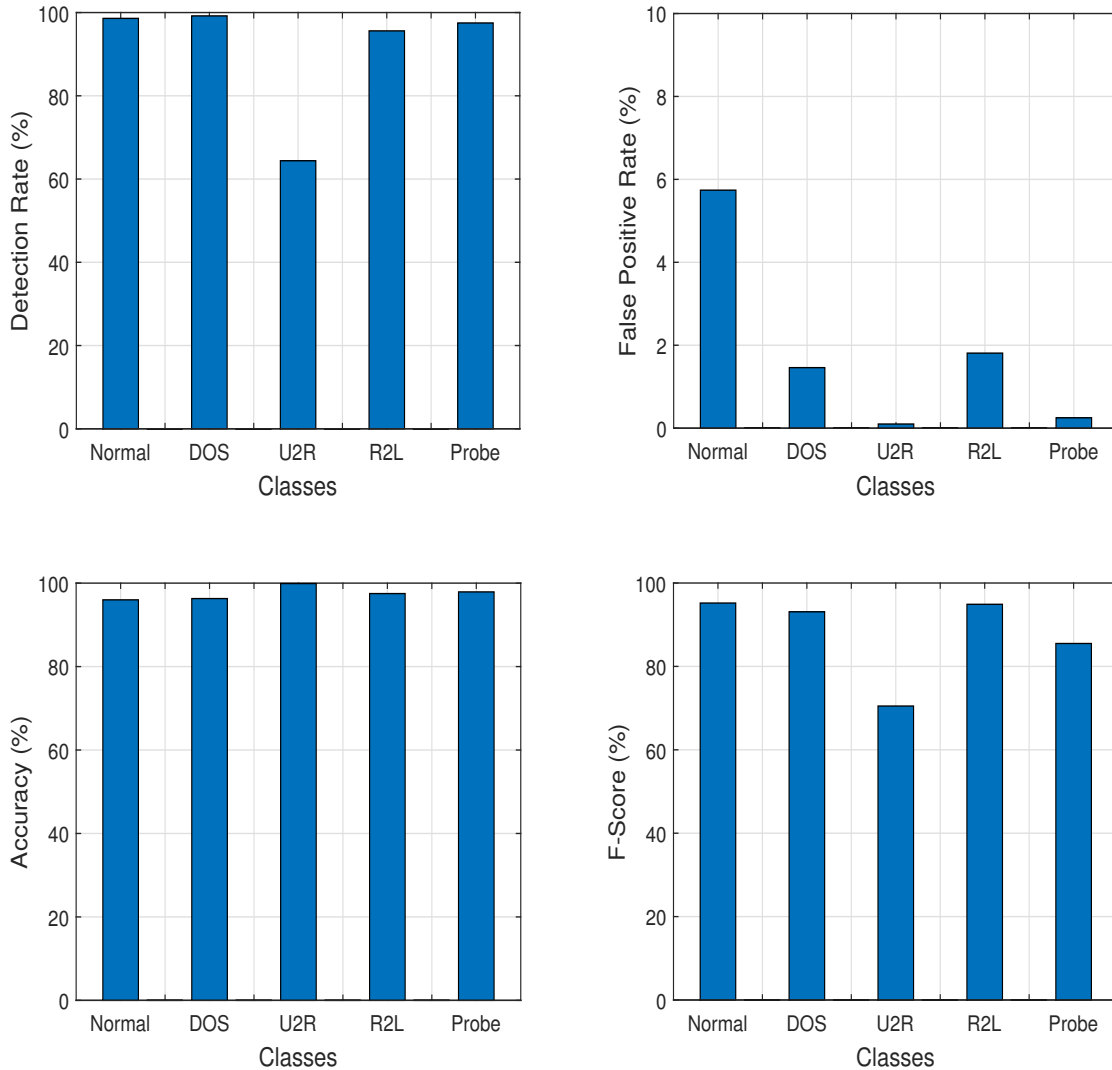 Detection Rate (%)
100
80
60
40
20
0
Normal DOS U2R R2L Probe
Classes
False Positive Rate (%)
10
8
6
4
2
0
Normal DOS U2R R2L Probe
Classes
Accuracy (%)
100
80
60
40
20
0
Normal DOS U2R R2L Probe
Classes
F-Score (%)
100
80
60
40
20
0
Normal DOS U2R R2L Probe
Classes